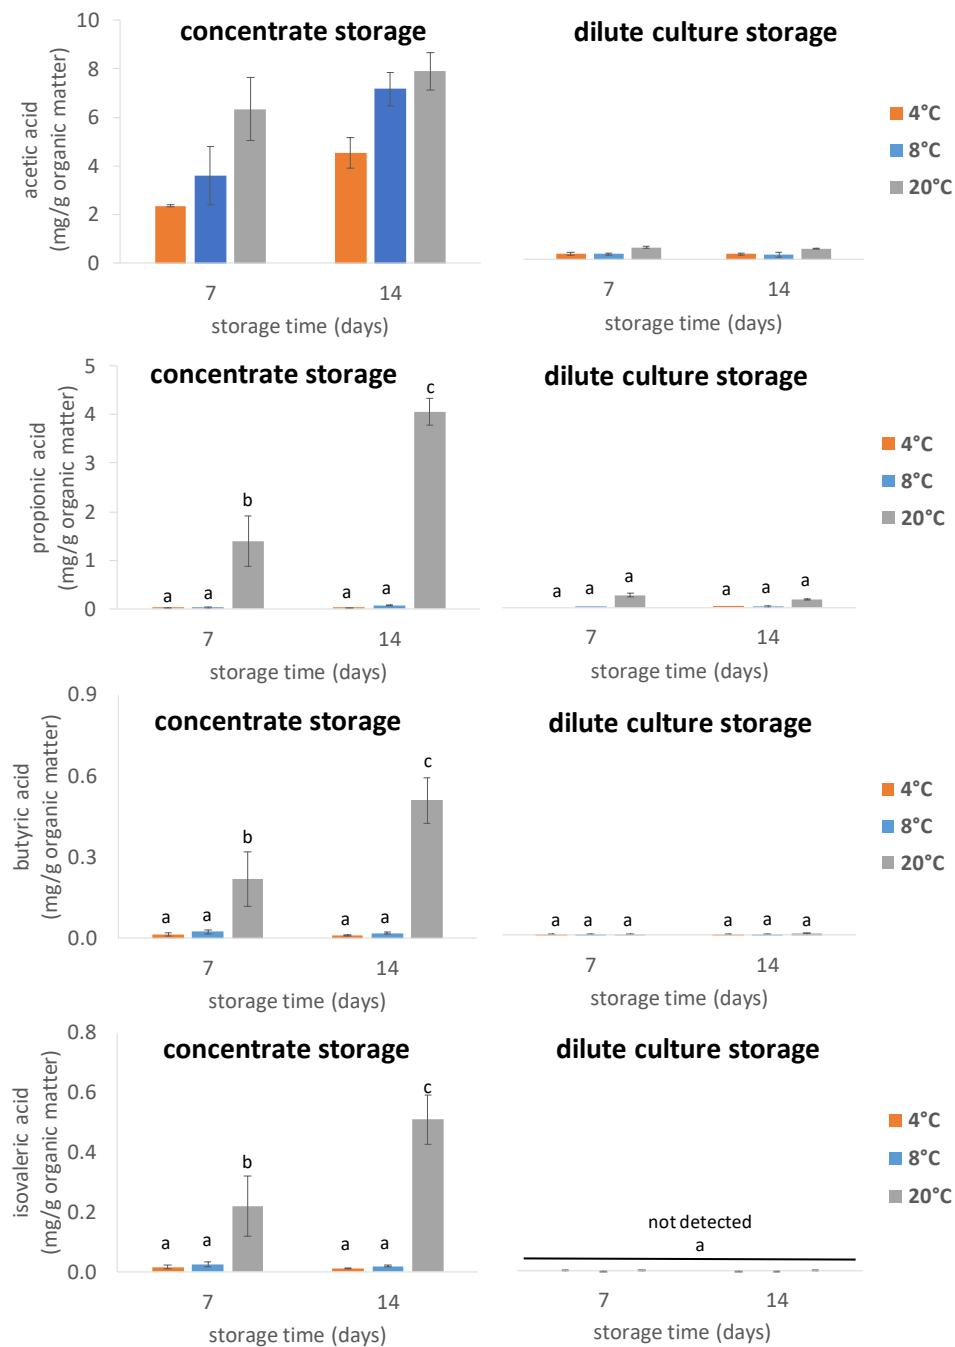 concentrate storage
dilute culture storage
acetic acid
(mg/g organic matter)
10
8
6
4
2
0
7
14
storage time (days)
7
14
storage time (days)
4°C
8°C
20°C
concentrate storage
dilute culture storage
propionic acid
(mg/g organic matter)
5
4
3
2
1
0
a a b
a a c
a a a
a a a
7
14
storage time (days)
7
14
storage time (days)
4°C
8°C
20°C
concentrate storage
dilute culture storage
butyric acid
(mg/g organic matter)
0.9
0.6
0.3
0.0
a a b
a a c
a a a
a a a
7
14
storage time (days)
7
14
storage time (days)
4°C
8°C
20°C
concentrate storage
dilute culture storage
isovaleric acid
(mg/g organic matter)
0.8
0.6
0.4
0.2
0.0
a a b
a a c
not detected
a
7
14
storage time (days)
7
14
storage time (days)
4°C
8°C
20°C